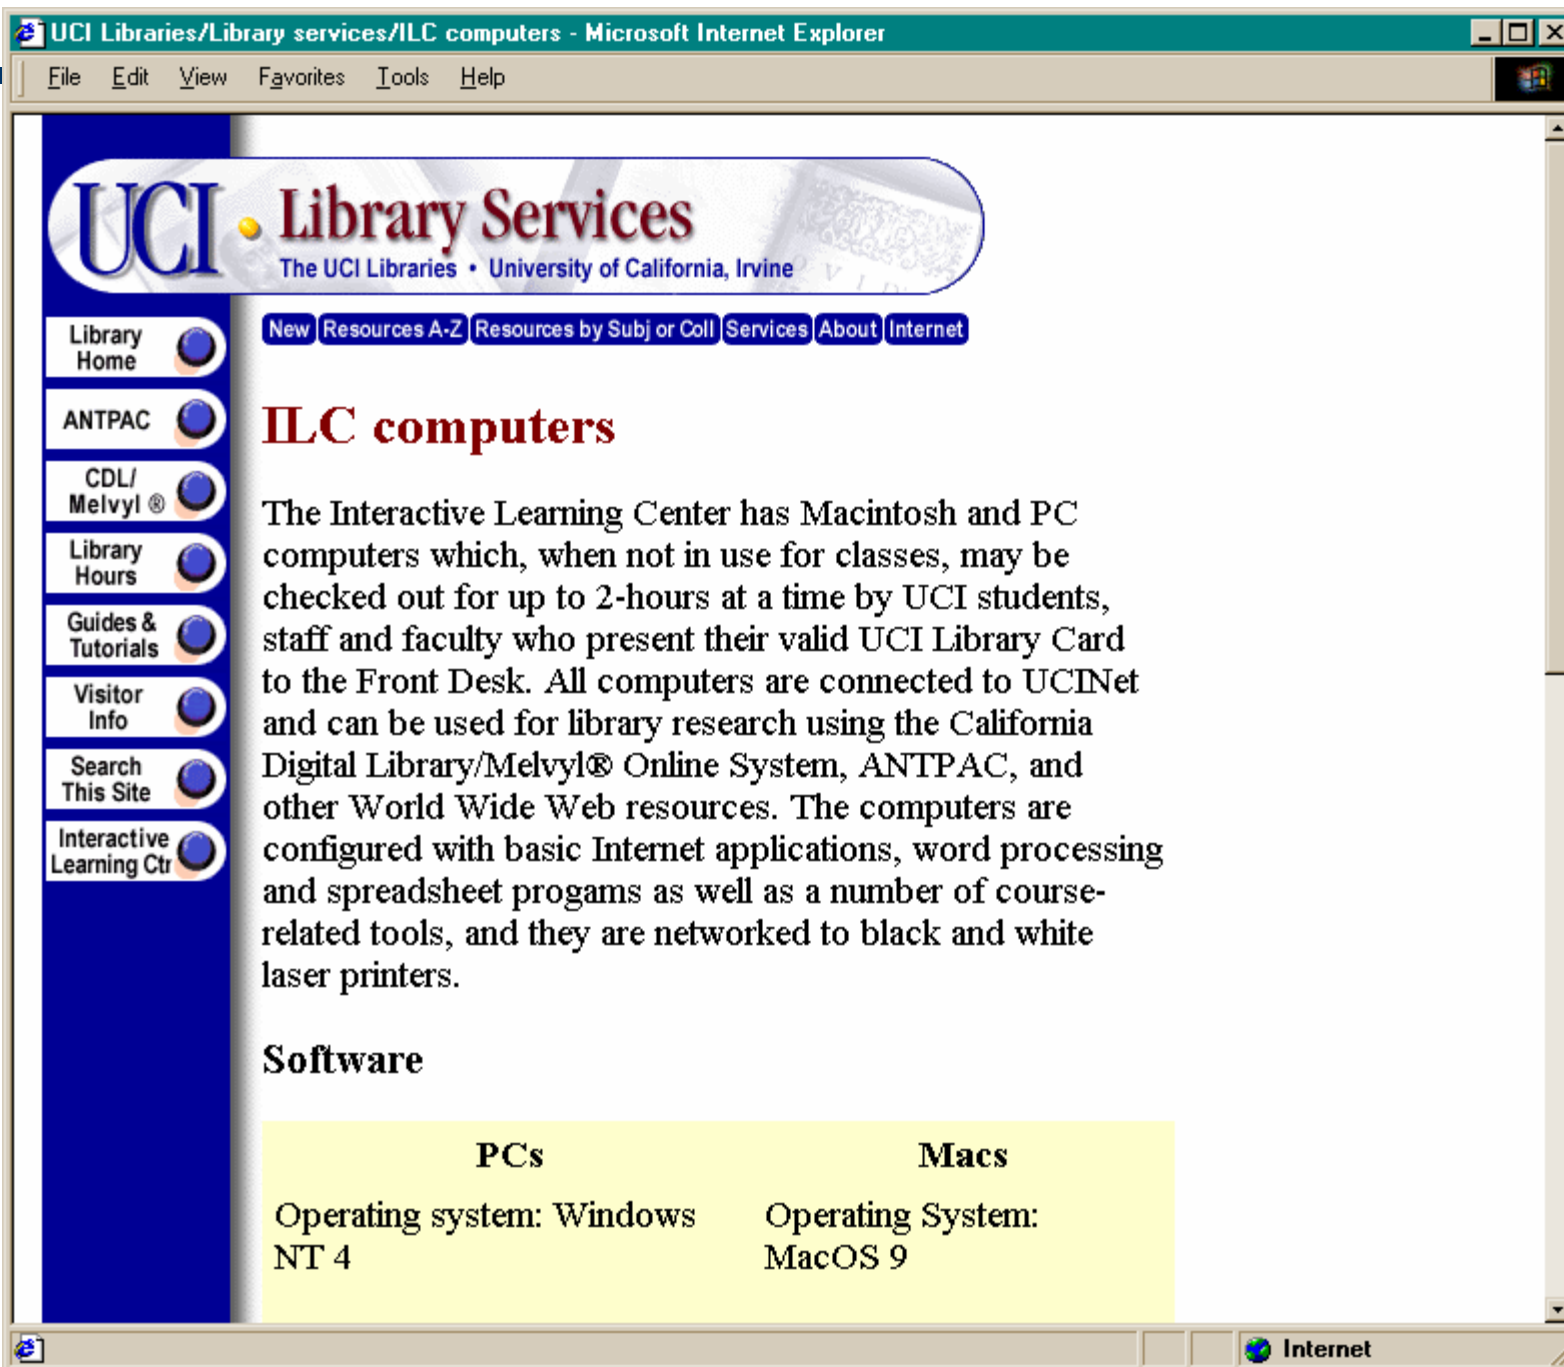 UCI Libraries/Library services/ILC computers - Microsoft Internet Explorer
File Edit View Favorites Tools Help
UCI Library Services
The UCI Libraries • University of California, Irvine
New Resources A-Z Resources by Subj or Coll Services About Internet
Library
Home
ANTPAC
CDL/
Melvyl ®
Library
Hours
Guides &
Tutorials
Visitor
Info
Search
This Site
Interactive
Learning Ctr
ILC computers
The Interactive Learning Center has Macintosh and PC
computers which, when not in use for classes, may be
checked out for up to 2-hours at a time by UCI students,
staff and faculty who present their valid UCI Library Card
to the Front Desk. All computers are connected to UCINet
and can be used for library research using the California
Digital Library/Melvyl® Online System, ANTPAC, and
other World Wide Web resources. The computers are
configured with basic Internet applications, word processing
and spreadsheet progams as well as a number of course-
related tools, and they are networked to black and white
laser printers.
Software
PCs
Operating system: Windows
NT 4
Macs
Operating System:
MacOS 9
Internet